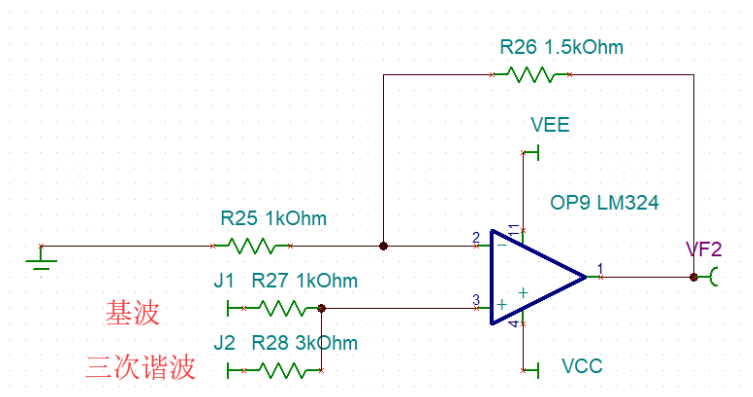 R26 1.5kOhm
VEE
OP9 LM324
R25 1kOhm
11
2
VF2
1
J1 R27 1kOhm
基波
3
4
J2 R28 3kOhm
三次谐波
VCC